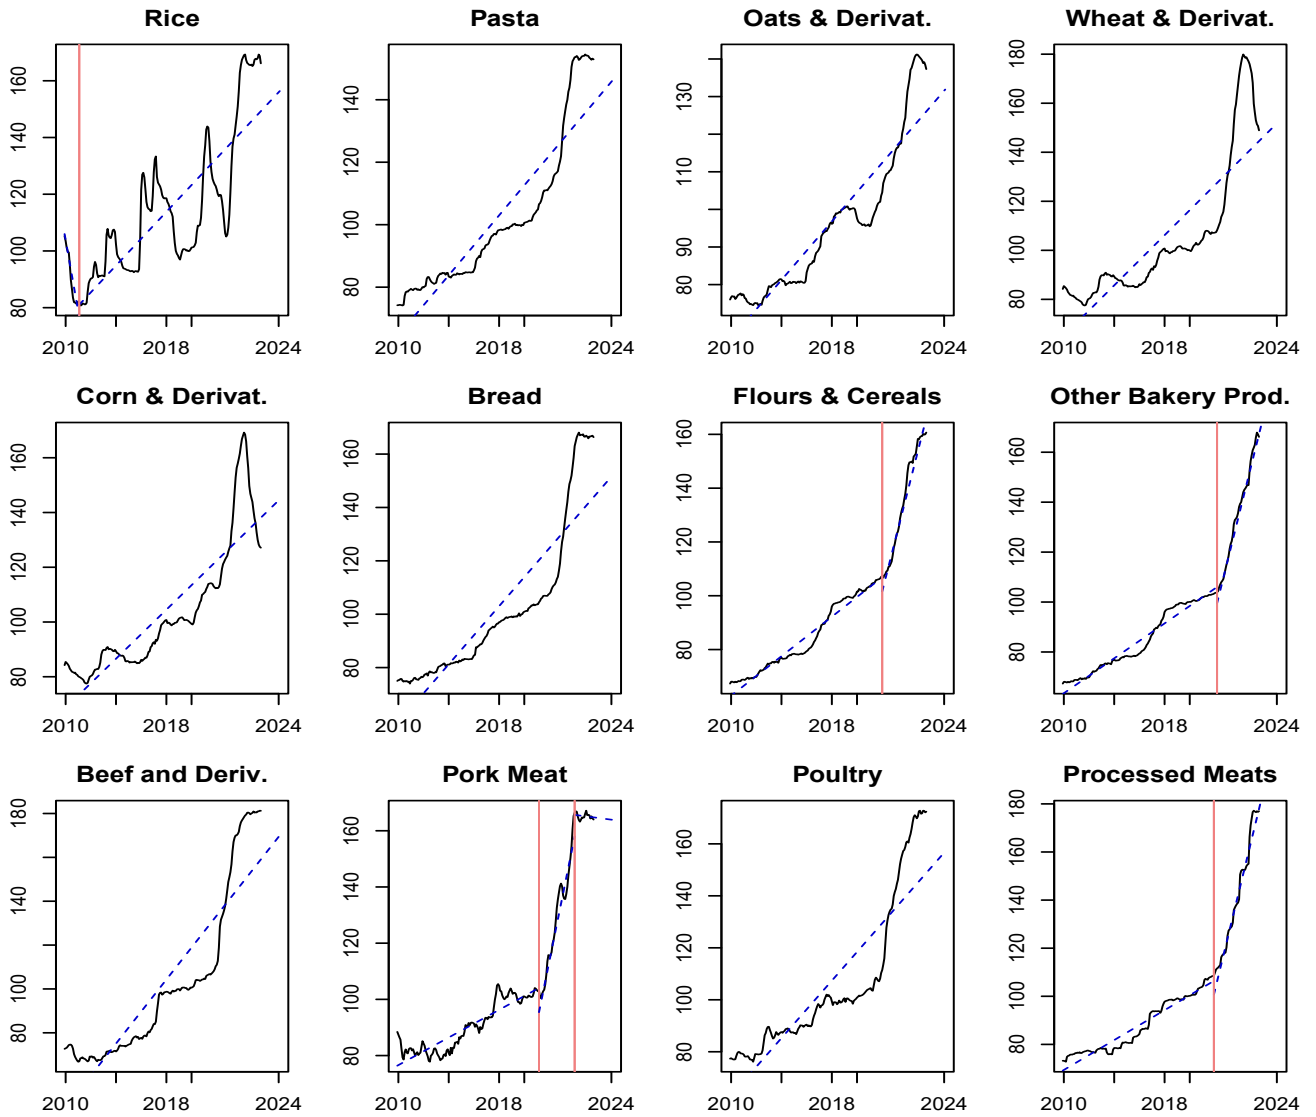 Rice
Pasta
Oats & Derivat.
Wheat & Derivat.
80 100 120 140 160
80 100 120 140
80 90 110 130
80 100 120 140 160 180
2010 2018 2024
2010 2018 2024
2010 2018 2024
2010 2018 2024
Corn & Derivat.
Bread
Flours & Cereals
Other Bakery Prod.
80 100 120 140 160
80 100 120 140 160
80 100 120 140 160
80 100 120 140 160
2010 2018 2024
2010 2018 2024
2010 2018 2024
2010 2018 2024
Beef and Deriv.
Pork Meat
Poultry
Processed Meats
80 100 140 180
80 100 120 140 160
80 100 120 140 160
80 100 120 140 160 180
2010 2018 2024
2010 2018 2024
2010 2018 2024
2010 2018 2024